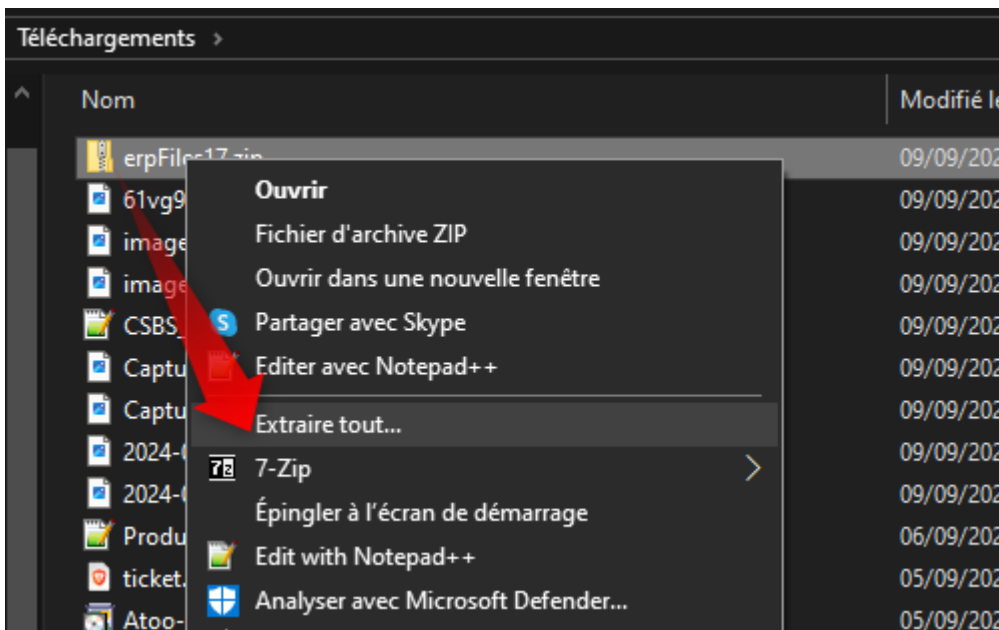 Téléchargements >
Nom Modifié le
erpFiles17.zip 09/09/202
61vg9 09/09/202
Ouvrir
image 09/09/202
Fichier d'archive ZIP
image 09/09/202
Ouvrir dans une nouvelle fenêtre
CSBS_ 09/09/202
Partager avec Skype
Captu 09/09/202
Editer avec Notepad++
Captu 09/09/202
Extraire tout...
2024-0 09/09/202
7-Zip
2024-0 09/09/202
Épingler à l'écran de démarrage
Produ 06/09/202
Edit with Notepad++
ticket. 05/09/202
Analyser avec Microsoft Defender...
Atoo- 05/09/202